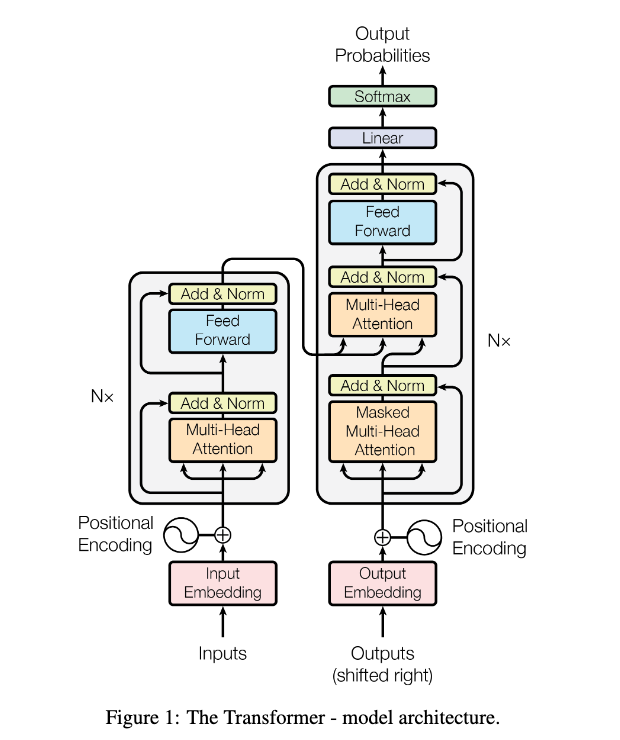 Output
Probabilities
Softmax
Linear
Add & Norm
Feed
Forward
Add & Norm
Multi-Head
Attention
Add & Norm
Masked
Multi-Head
Attention
N×
Add & Norm
Feed
Forward
Add & Norm
Multi-Head
Attention
N×
Positional
Encoding
Positional
Encoding
Input
Embedding
Output
Embedding
Inputs
Outputs
(shifted right)
Figure 1: The Transformer - model architecture.